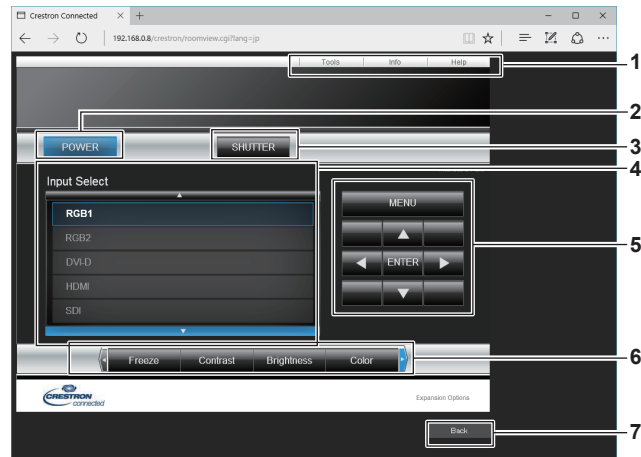 Crestron Connected
192.168.0.8/crestron/roomview.cgi?lang=jp
Tools Info Help
1
2
POWER SHUTTER
3
4
Input Select
RGB1
RGB2
DVI-D
HDMI
SDI
MENU
ENTER
5
Freeze Contrast Brightness Color
6
CRESTRON
connected
Expansion Options
Back
7